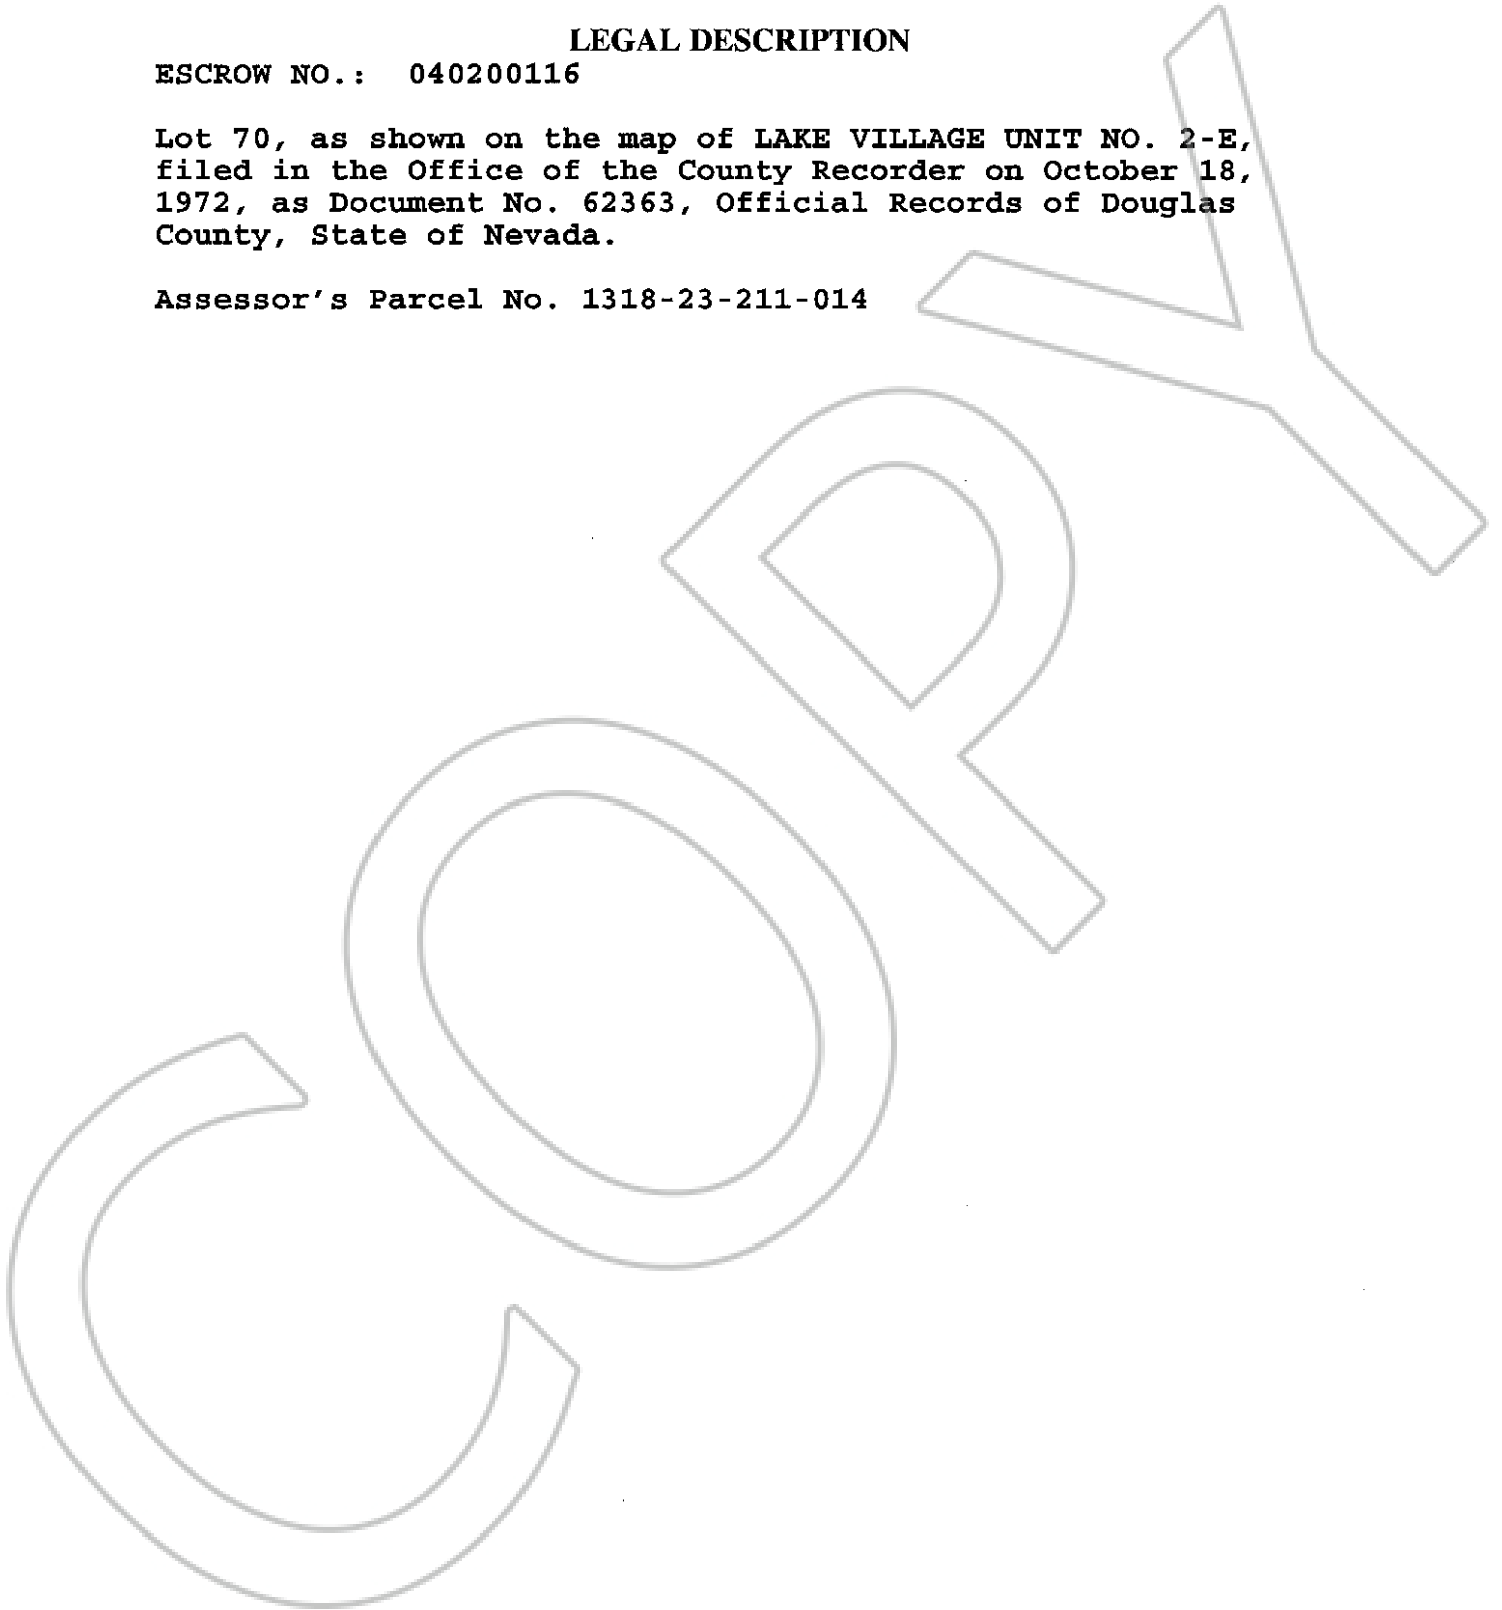 LEGAL DESCRIPTION
ESCROW NO.: 040200116
Lot 70, as shown on the map of LAKE VILLAGE UNIT NO. 2-E,
filed in the Office of the County Recorder on October 18,
1972, as Document No. 62363, Official Records of Douglas
County, State of Nevada.
Assessor's Parcel No. 1318-23-211-014
COPY